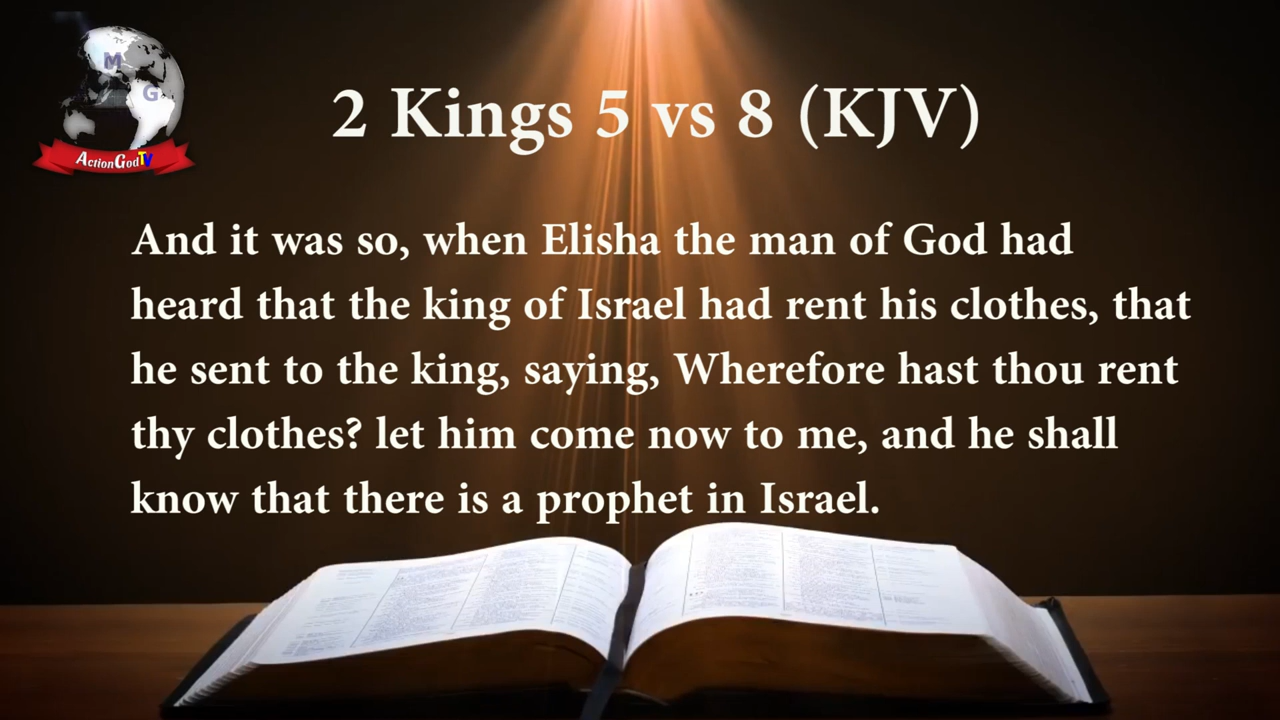 M
G
ActionGodTV
2 Kings 5 vs 8 (KJV)
And it was so, when Elisha the man of God had
heard that the king of Israel had rent his clothes, that
he sent to the king, saying, Wherefore hast thou rent
thy clothes? let him come now to me, and he shall
know that there is a prophet in Israel.